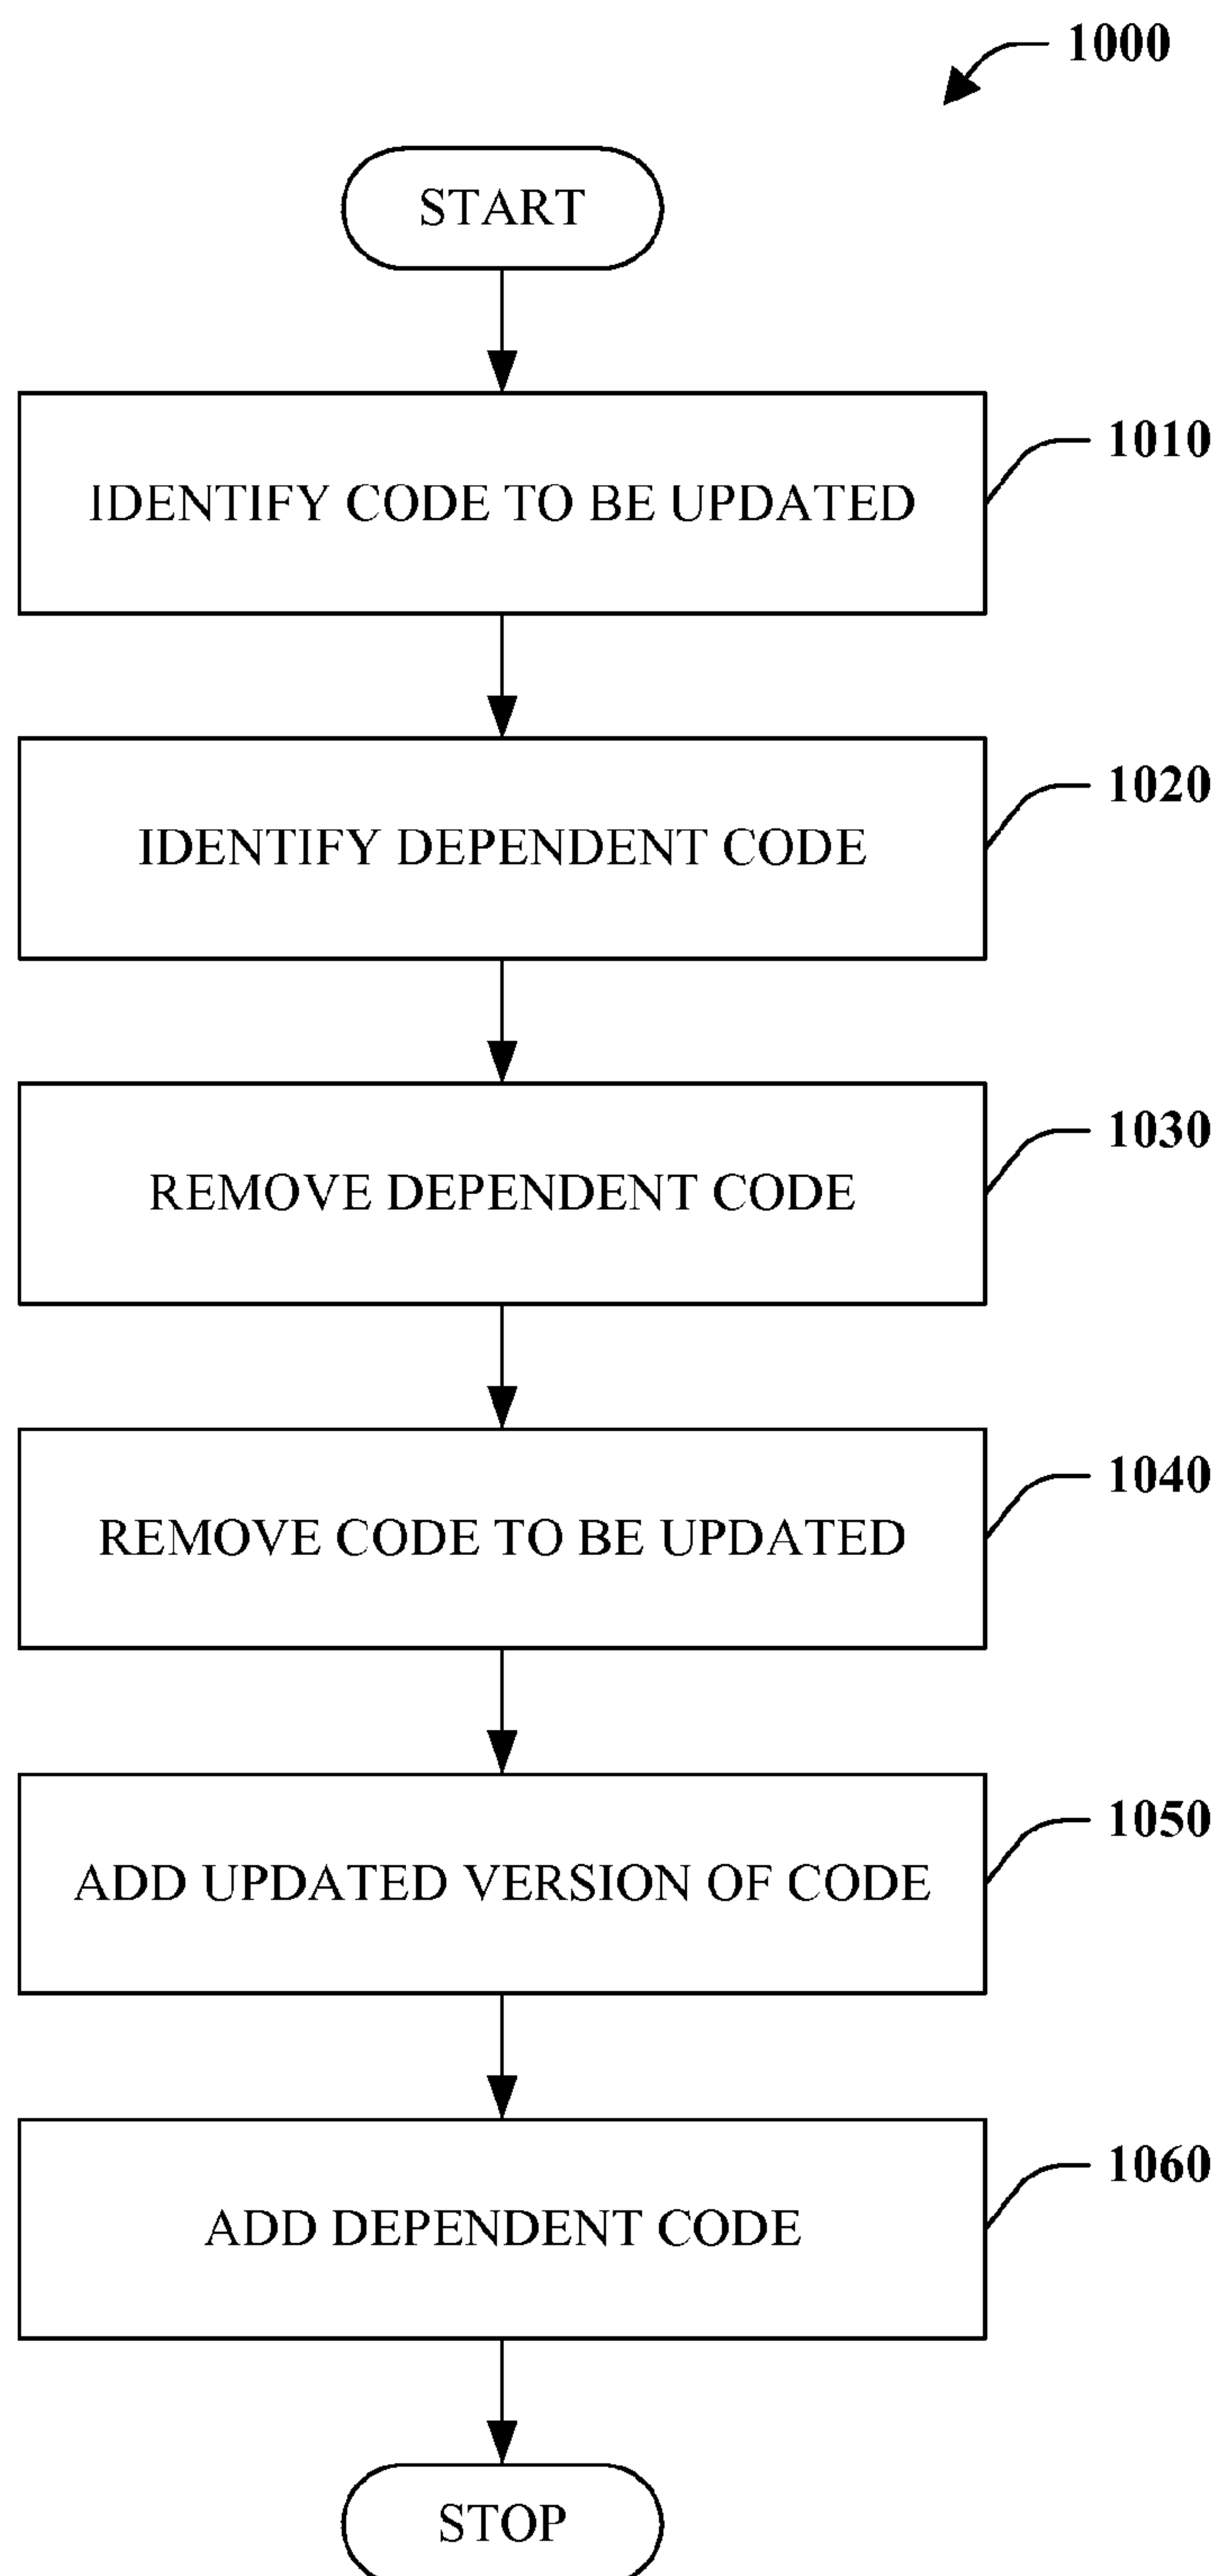 1000
START
IDENTIFY CODE TO BE UPDATED
1010
IDENTIFY DEPENDENT CODE
1020
REMOVE DEPENDENT CODE
1030
REMOVE CODE TO BE UPDATED
1040
ADD UPDATED VERSION OF CODE
1050
ADD DEPENDENT CODE
1060
STOP